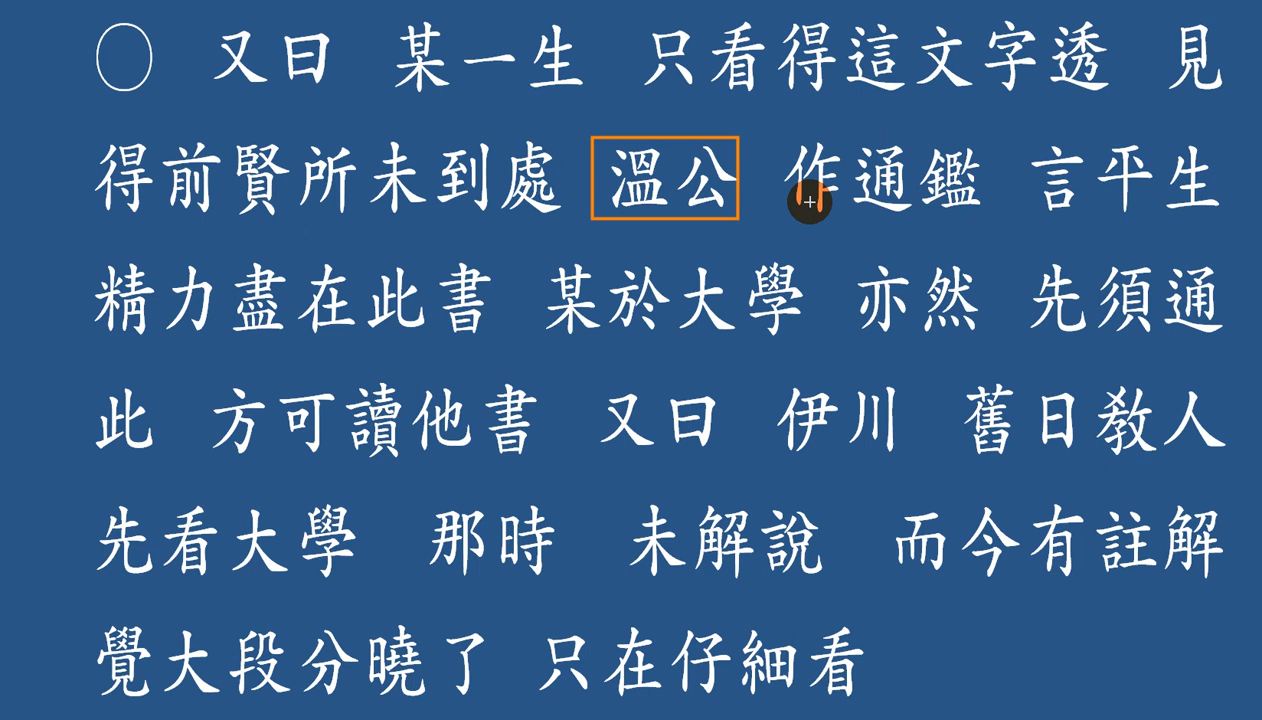 ○ 又曰 某一生 只看得這文字透 見
得前賢所未到處 溫公 作通鑑 言平生
精力盡在此書 某於大學 亦然 先須通
此 方可讀他書 又曰 伊川 舊日教人
先看大學 那時 未解說 而今有註解
覺大段分曉了 只在仔細看